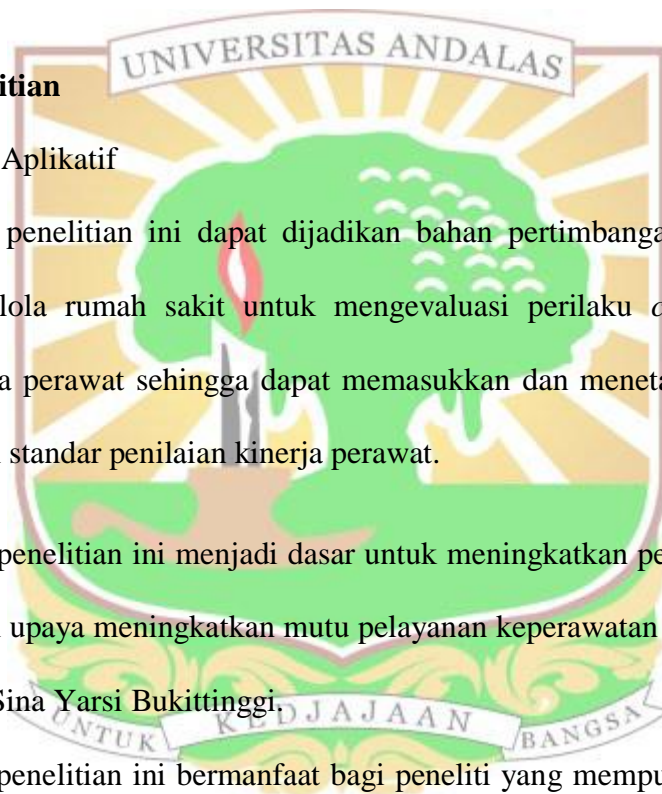 UNIVERSITAS ANDALAS
itian
Aplikatif
penelitian ini dapat dijadikan bahan pertimbanga
lola rumah sakit untuk mengevaluasi perilaku c
a perawat sehingga dapat memasukkan dan meneta
standar penilaian kinerja perawat.
penelitian ini menjadi dasar untuk meningkatkan pe
upaya meningkatkan mutu pelayanan keperawatan
Sina Yarsi Bukittinggi.
UNTUK KEDJAJAAN BANGSA
penelitian ini bermanfaat bagi peneliti yang mempu